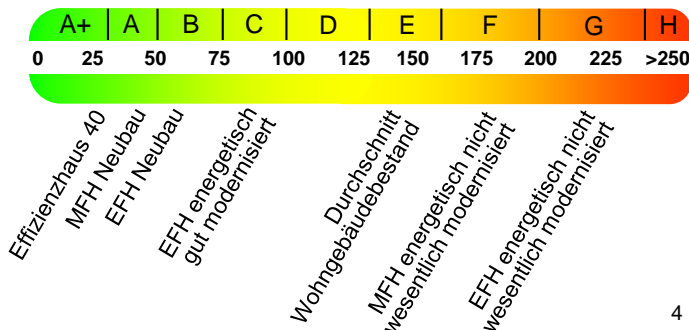 A+ A B C D E F G H
0 25 50 75 100 125 150 175 200 225 >250
Effizienzhaus 40
MFH Neubau
EFH Neubau
EFH energetisch
gut modernisiert
Durchschnitt
Wohngebäudebestand
MFH energetisch nicht
wesentlich modernisiert
EFH energetisch nicht
wesentlich modernisiert
4